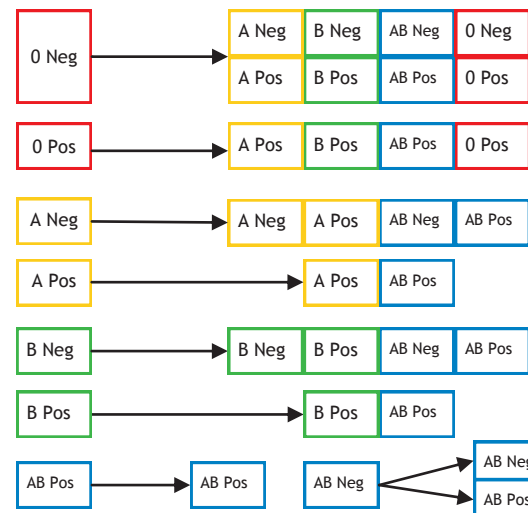 0 Neg A Neg B Neg AB Neg 0 Neg
A Pos B Pos AB Pos 0 Pos
0 Pos A Pos B Pos AB Pos 0 Pos
A Neg A Neg A Pos AB Neg AB Pos
A Pos A Pos AB Pos
B Neg B Neg B Pos AB Neg AB Pos
B Pos B Pos AB Pos
AB Pos AB Pos AB Neg AB Neg
AB Pos